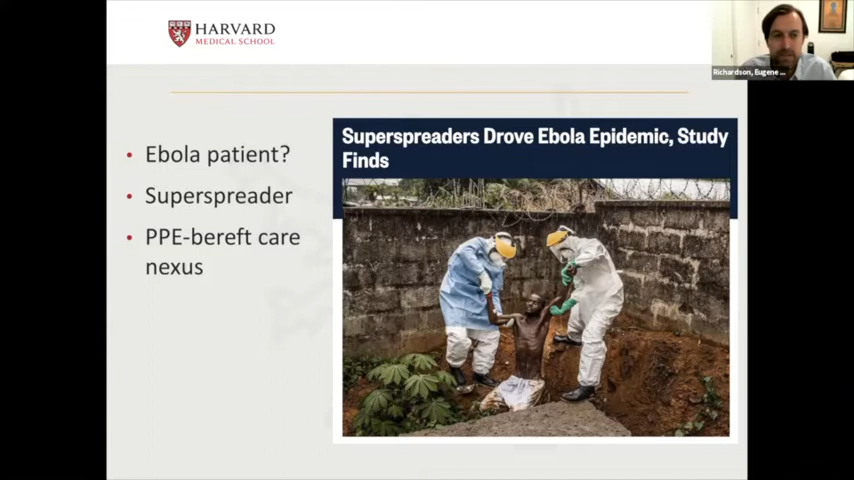 HARVARD
MEDICAL SCHOOL
Richardson, Eugene ...
Superspreaders Drove Ebola Epidemic, Study
Finds
• Ebola patient?
• Superspreader
• PPE-bereft care
nexus